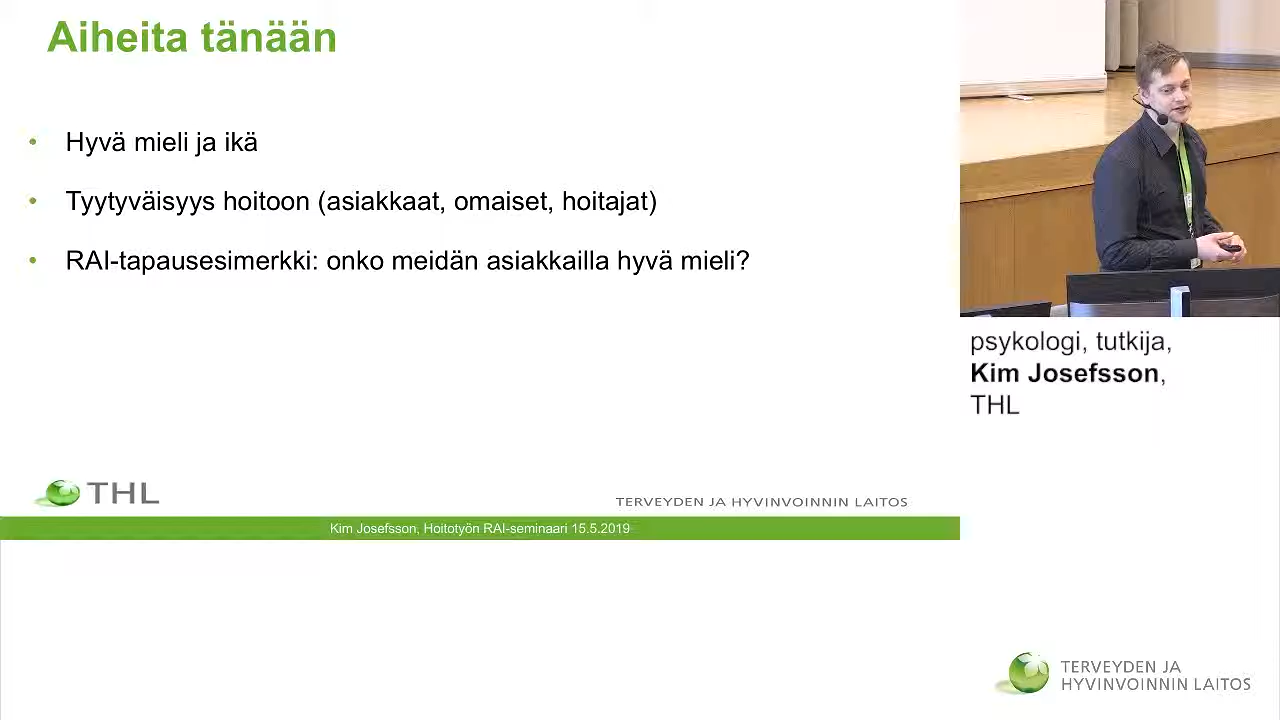 Aiheita tänään
• Hyvä mieli ja ikä
• Tyytyväisyys hoitoon (asiakkaat, omaiset, hoitajat)
• RAI-tapausesimerkki: onko meidän asiakkailla hyvä mieli?
THL
TERVEYDEN JA HYVINVOINNIN LAITOS
Kim Josefsson, Hoitotyön RAI-seminaari 15.5.2019
psykologi, tutkija,
Kim Josefsson,
THL
TERVEYDEN JA
HYVINVOINNIN LAITOS